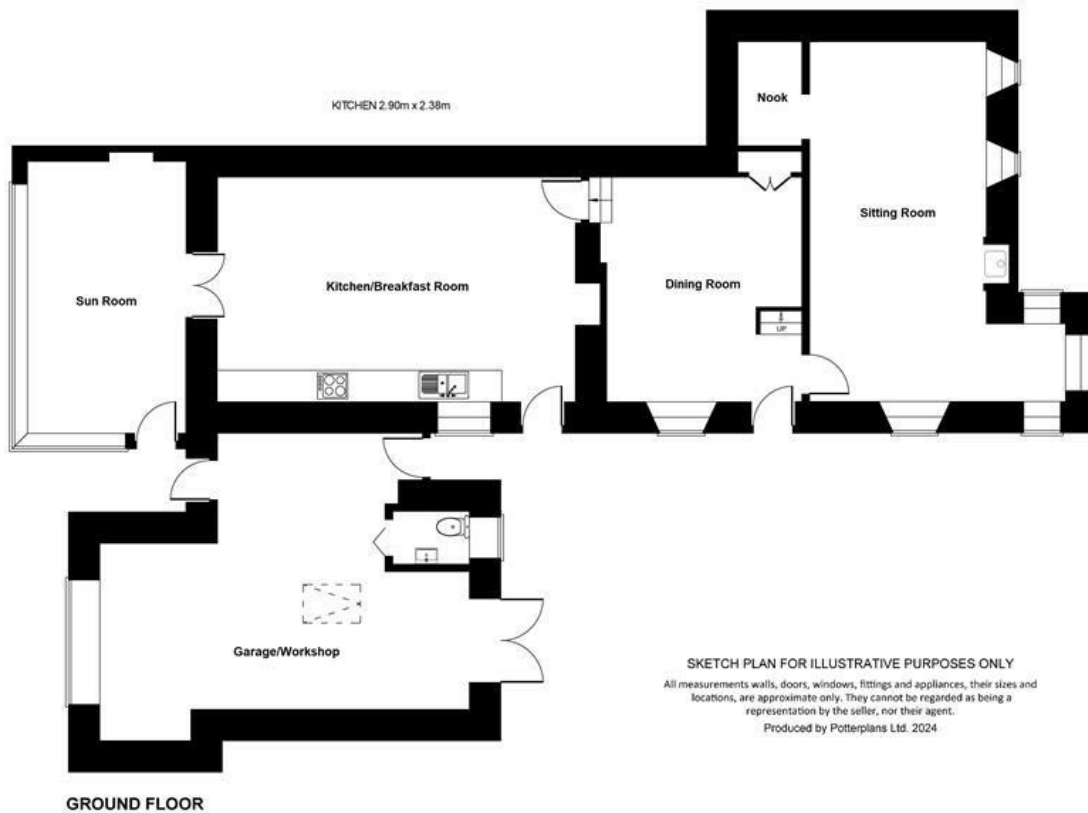 KITCHEN 2.90m x 2.38m
Nook
Sitting Room
Kitchen/Breakfast Room
Dining Room
Sun Room
UP
Garage/Workshop
SKETCH PLAN FOR ILLUSTRATIVE PURPOSES ONLY
All measurements walls, doors, windows, fittings and appliances, their sizes and
locations, are approximate only. They cannot be regarded as being a
representation by the seller, nor their agent.
Produced by Potterplans Ltd. 2024
GROUND FLOOR